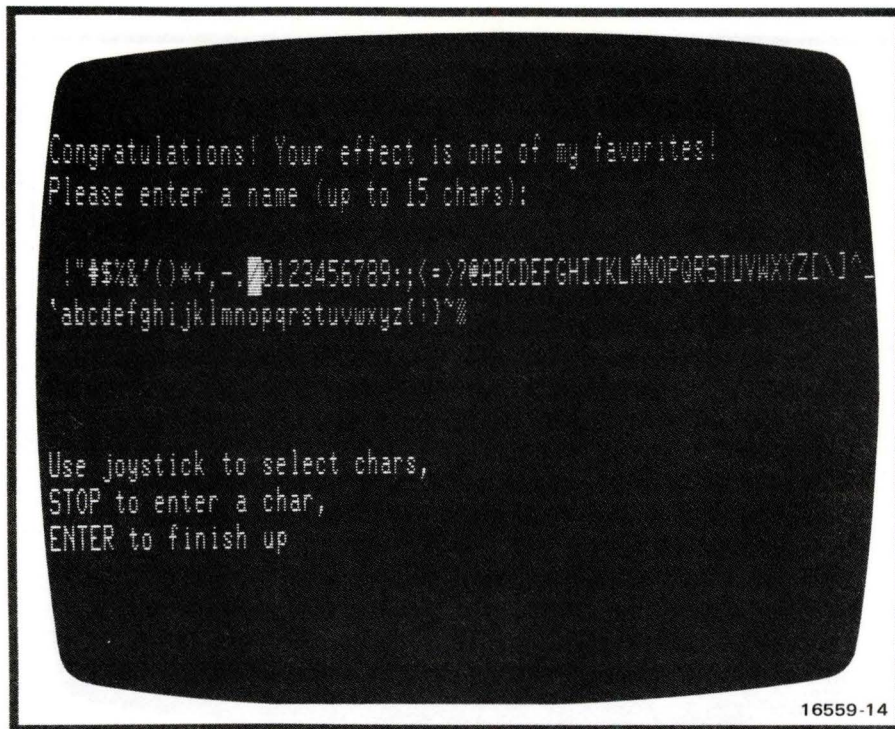 Congratulations! Your effect is one of my favorites!
Please enter a name (up to 15 chars):
!"#$%&'()*+,-./0123456789:;<=>?@ABCDEFGHIJKLMNOPQRSTUVWXYZ[\]^_
`abcdefghijklmnopqrstuvwxyz{|}~
Use joystick to select chars,
STOP to enter a char,
ENTER to finish up
16559-14